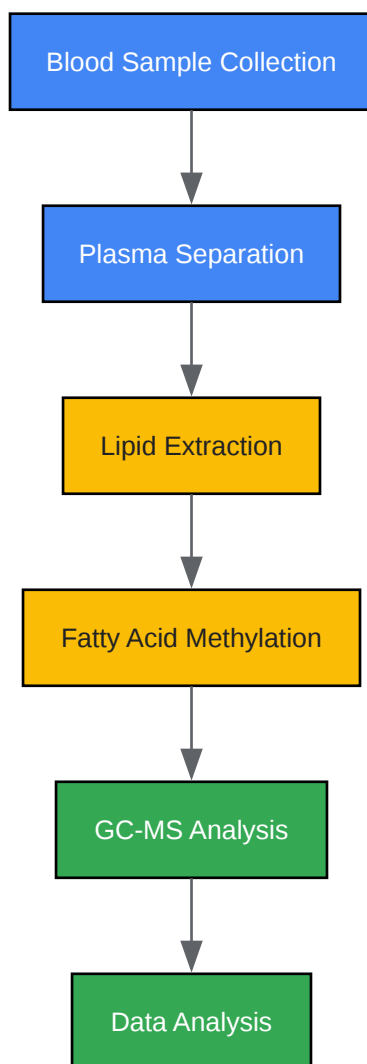 Blood Sample Collection
Plasma Separation
Lipid Extraction
Fatty Acid Methylation
GC-MS Analysis
Data Analysis